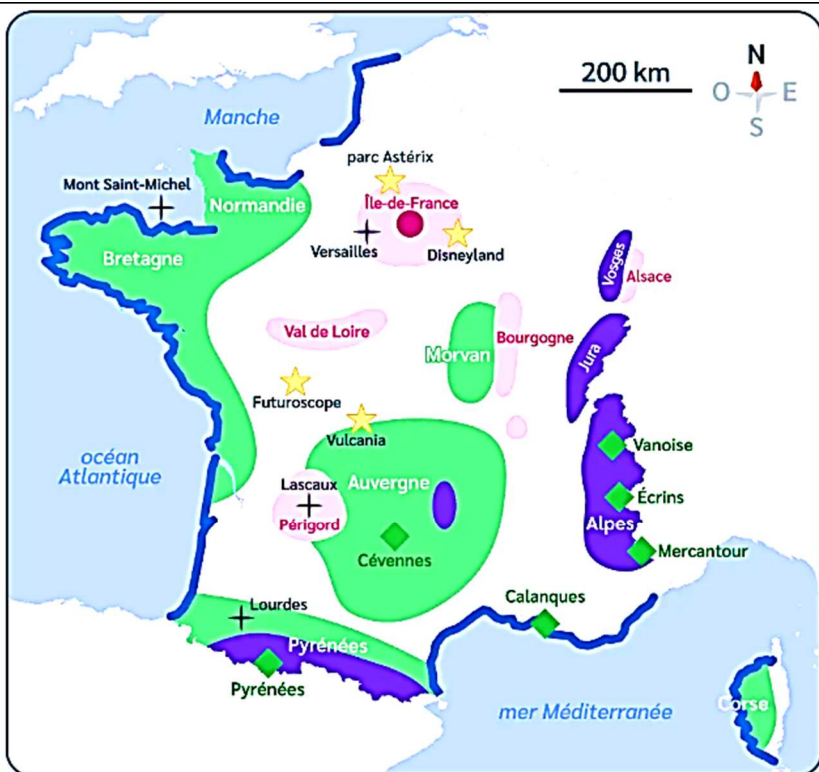 200 km
N
O
E
S
Manche
parc Astérix
Mont Saint-Michel
Normandie
Île-de-France
Versailles
Disneyland
Bretagne
Vosges
Alsace
Val de Loire
Morvan
Bourgogne
Jura
Futuroscope
Vulcania
océan
Atlantique
Vanoise
Lascaux
Auvergne
Écrins
Périgord
Alpes
Cévennes
Mercantour
Calanques
Lourdes
Pyrénées
Pyrénées
mer Méditerranée
Corse